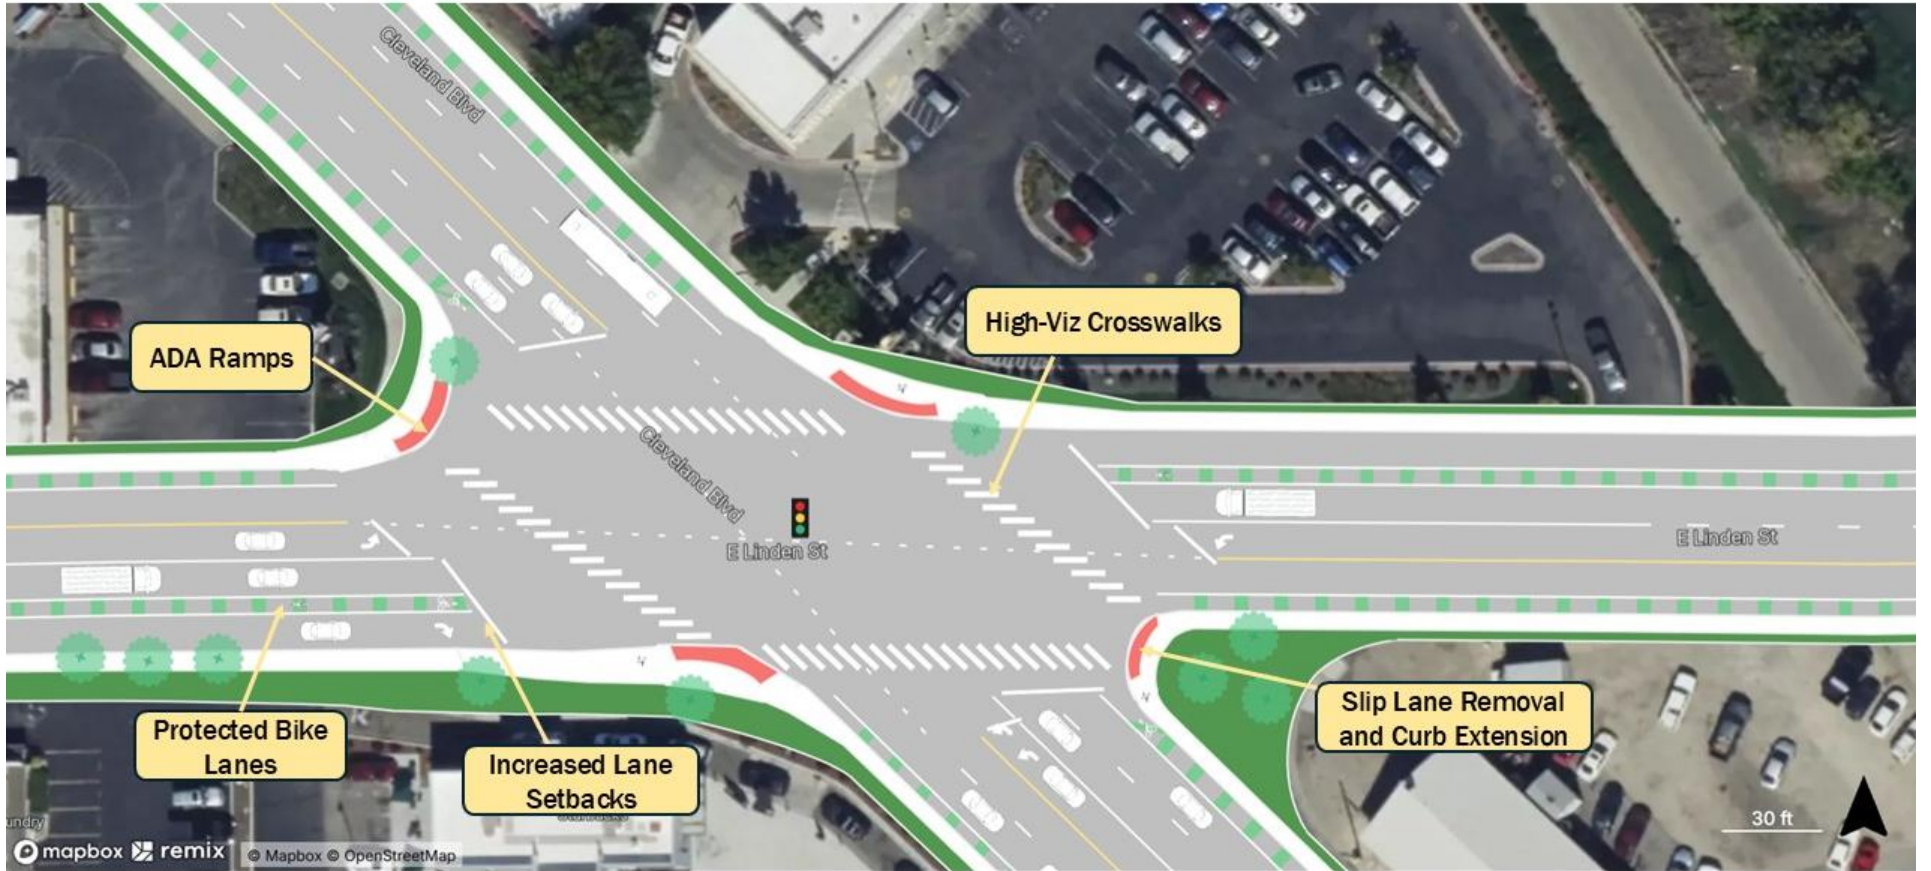 Cleveland Blvd
High-Viz Crosswalks
ADA Ramps
Cleveland Blvd
E Linden St
E Linden St
Protected Bike
Lanes
Increased Lane
Setbacks
Slip Lane Removal
and Curb Extension
30 ft
undry
mapbox remix © Mapbox © OpenStreetMap